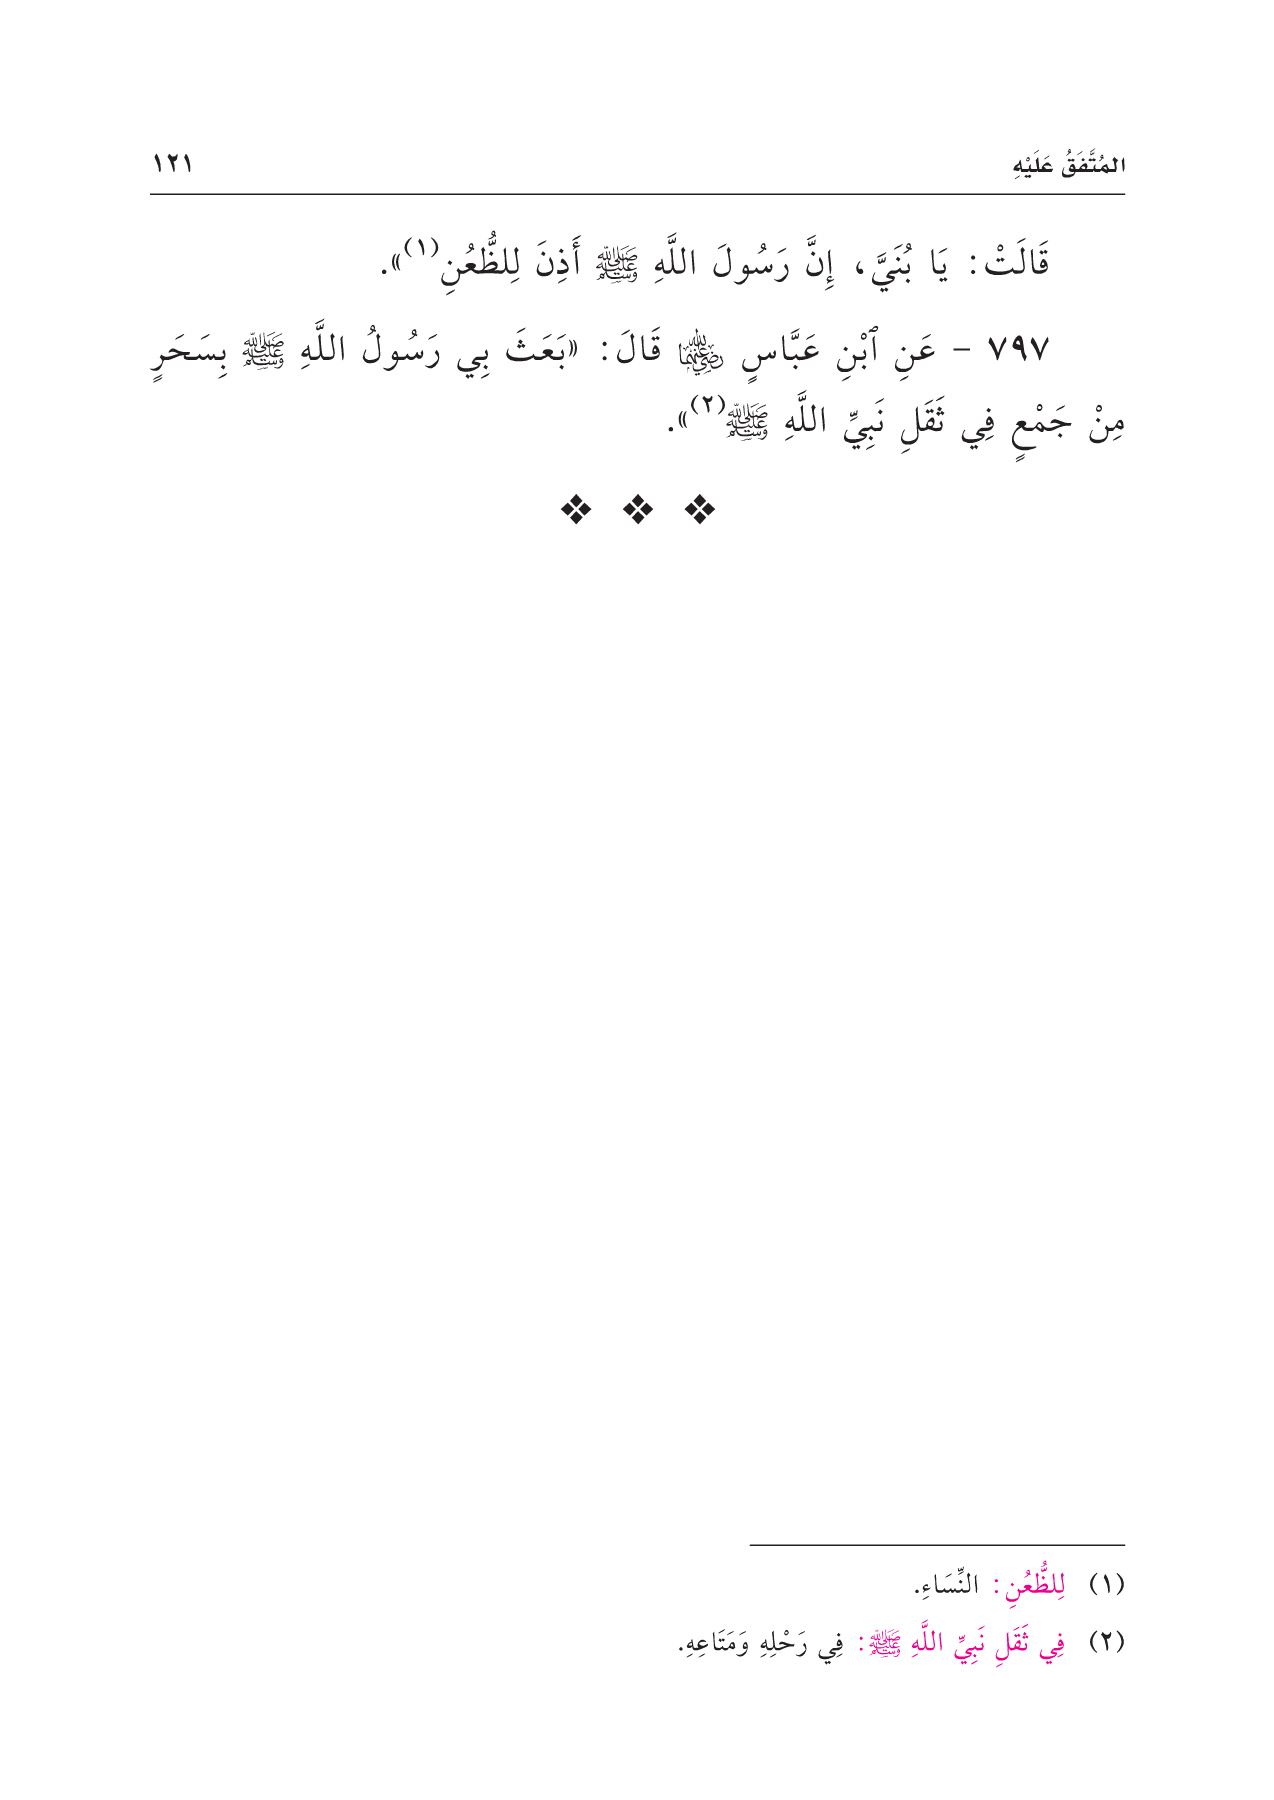 المُتَّفَقُ عَلَيْهِ ١٢١
قَالَتْ: يَا بُنَيَّ، إِنَّ رَسُولَ اللَّهِ ﷺ أَذِنَ لِلظُّعُنِ(١)».
٧٩٧ - عَنِ ٱبْنِ عَبَّاسٍ رضي الله عنهما قَالَ: «بَعَثَ بِي رَسُولُ اللَّهِ ﷺ بِسَحَرٍ
مِنْ جَمْعٍ فِي ثَقَلِ نَبِيِّ اللَّهِ ﷺ(٢)».
(١) لِلظُّعُنِ: النِّسَاءِ.
(٢) فِي ثَقَلِ نَبِيِّ اللَّهِ ﷺ: فِي رَحْلِهِ وَمَتَاعِهِ.